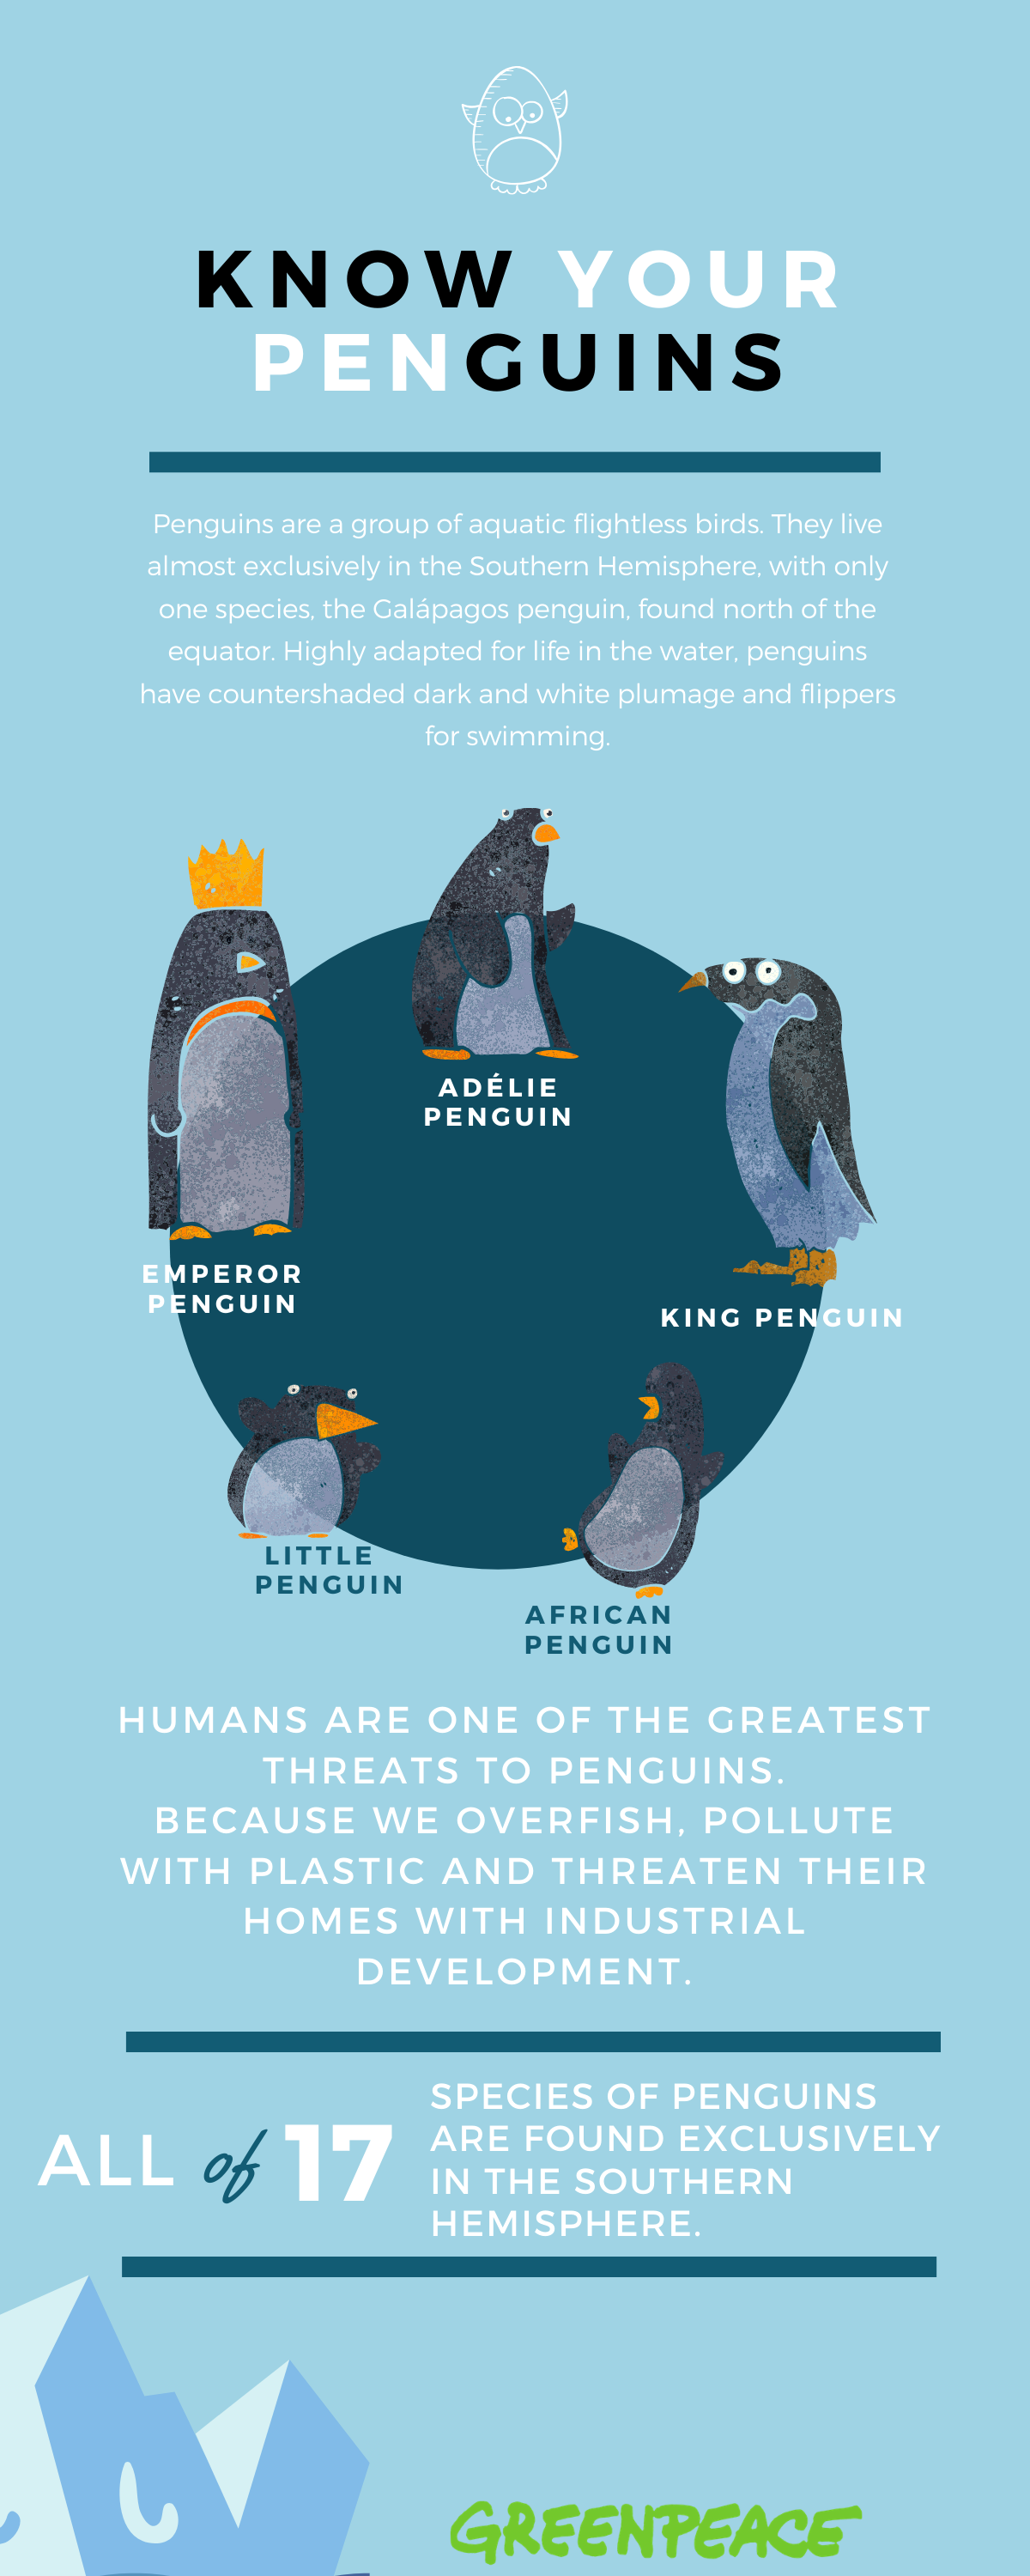 KNOW YOUR
PENGUINS
Penguins are a group of aquatic flightless birds. They live
almost exclusively in the Southern Hemisphere, with only
one species, the Galápagos penguin, found north of the
equator. Highly adapted for life in the water, penguins
have countershaded dark and white plumage and flippers
for swimming.
ADÉLIE
PENGUIN
EMPEROR
PENGUIN
KING PENGUIN
LITTLE
PENGUIN
AFRICAN
PENGUIN
HUMANS ARE ONE OF THE GREATEST
THREATS TO PENGUINS.
BECAUSE WE OVERFISH, POLLUTE
WITH PLASTIC AND THREATEN THEIR
HOMES WITH INDUSTRIAL
DEVELOPMENT.
ALL of 17
SPECIES OF PENGUINS
ARE FOUND EXCLUSIVELY
IN THE SOUTHERN
HEMISPHERE.
GREENPEACE